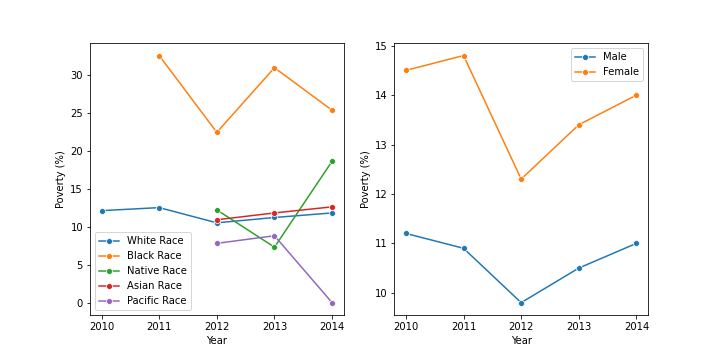 Poverty (%)
30
25
20
15
10
5
0
White Race
Black Race
Native Race
Asian Race
Pacific Race
2010 2011 2012 2013 2014
Year
Poverty (%)
15
14
13
12
11
10
Male
Female
2010 2011 2012 2013 2014
Year